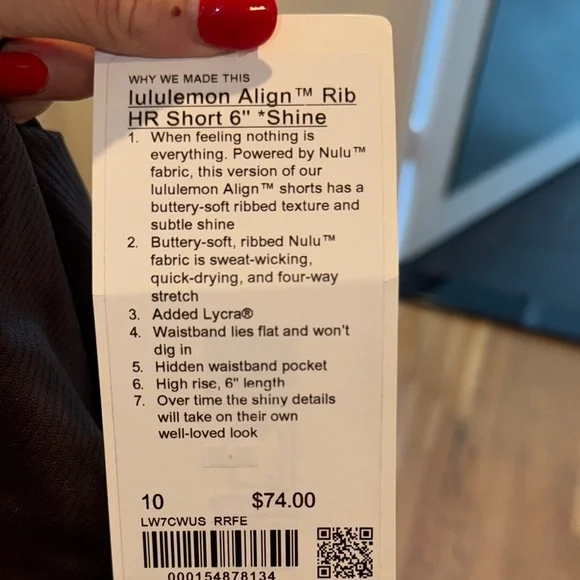 WHY WE MADE THIS
lululemon Align™ Rib
HR Short 6" *Shine
1. When feeling nothing is
everything. Powered by Nulu™
fabric, this version of our
lululemon Align™ shorts has a
buttery-soft ribbed texture and
subtle shine
2. Buttery-soft, ribbed Nulu™
fabric is sweat-wicking,
quick-drying, and four-way
stretch
3. Added Lycra®
4. Waistband lies flat and won't
dig in
5. Hidden waistband pocket
6. High rise, 6" length
7. Over time the shiny details
will take on their own
well-loved look
10 $74.00
LW7CWUS RRFE
000154878134